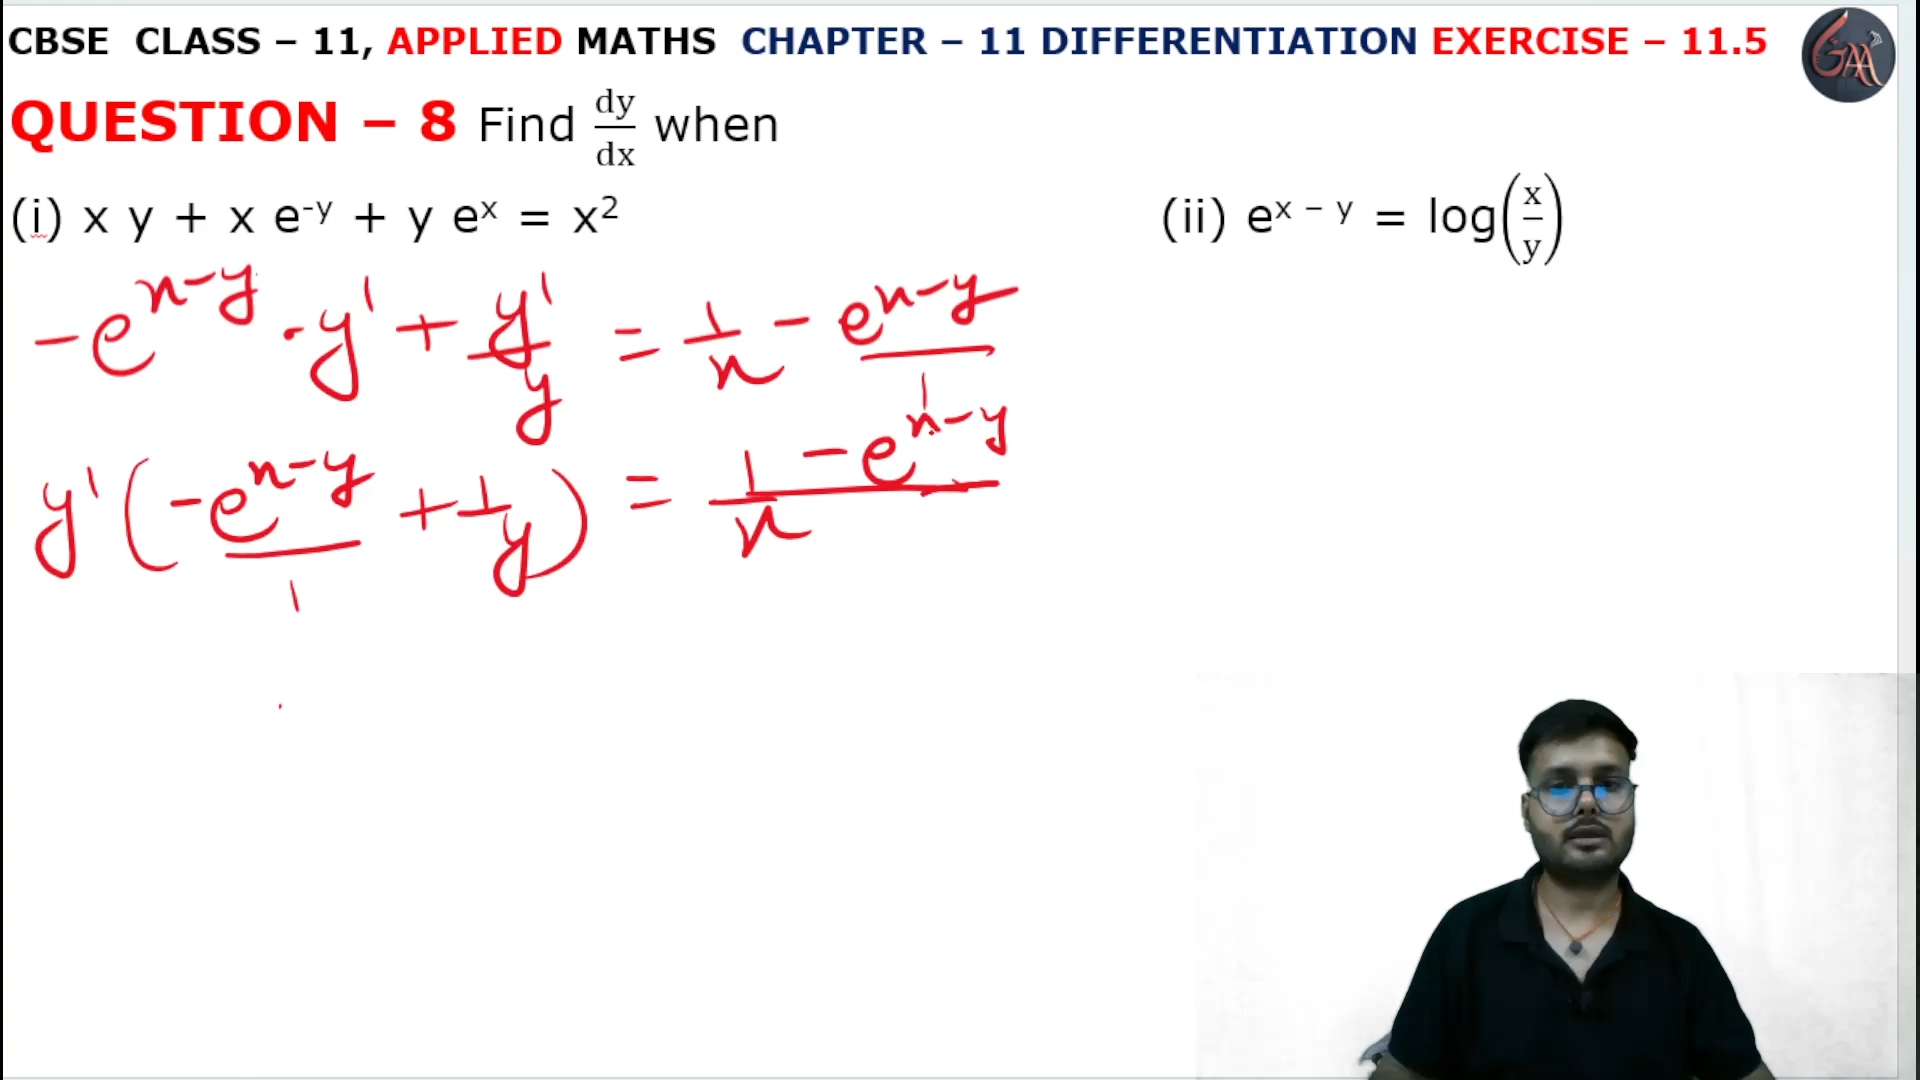 CBSE CLASS – 11, APPLIED MATHS CHAPTER – 11 DIFFERENTIATION EXERCISE – 11.5
GAA
QUESTION – 8 Find dy/dx when
(i) x y + x e^-y + y e^x = x^2
(ii) e^x – y = log(x/y)
-e^x-y · y' + y'/y = 1/x - e^x-y/1
y'(-e^x-y/1 + 1/y) = 1 - e^x-y/x